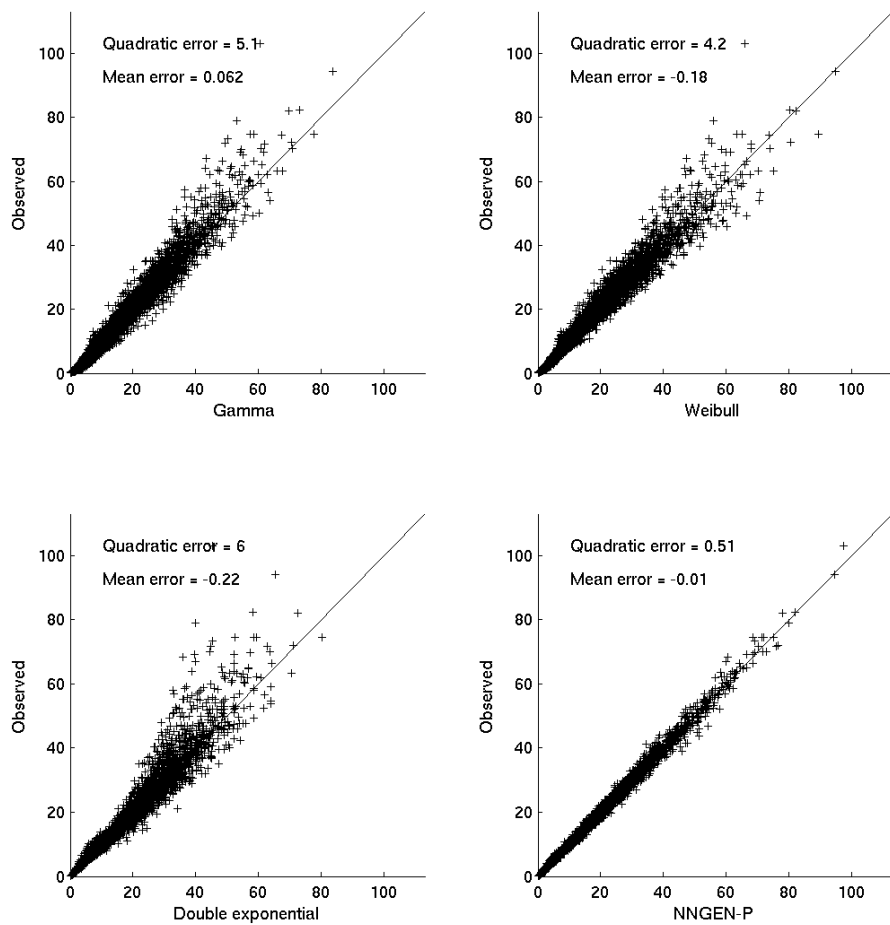 Quadratic error = 5.1
Mean error = 0.062
Observed
100
80
60
40
20
0
0 20 40 60 80 100
Gamma
Quadratic error = 4.2
Mean error = -0.18
Observed
100
80
60
40
20
0
0 20 40 60 80 100
Weibull
Quadratic error = 6
Mean error = -0.22
Observed
100
80
60
40
20
0
0 20 40 60 80 100
Double exponential
Quadratic error = 0.51
Mean error = -0.01
Observed
100
80
60
40
20
0
0 20 40 60 80 100
NNGEN-P